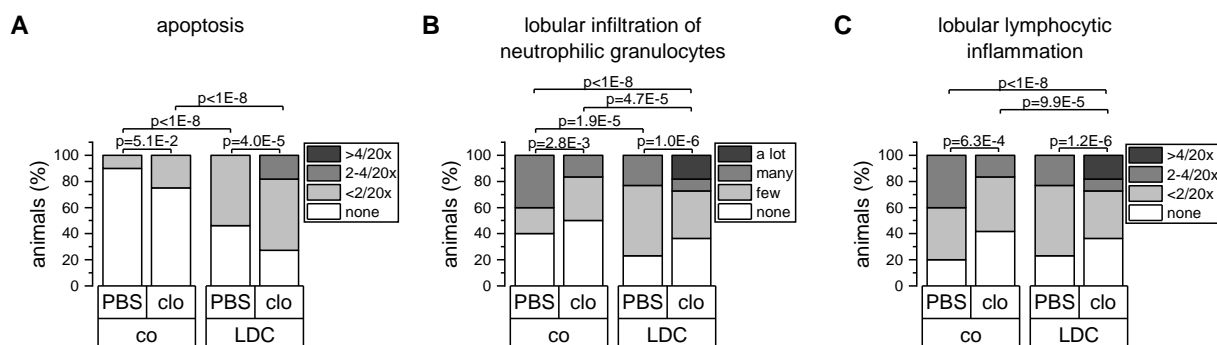 A
apoptosis
p<1E-8
p<1E-8
p=5.1E-2
p=4.0E-5
100
80
60
40
20
0
animals (%)
>4/20x
2-4/20x
<2/20x
none
PBS
clo
PBS
clo
co
LDC
B
lobular infiltration of
neutrophilic granulocytes
p<1E-8
p=4.7E-5
p=1.9E-5
p=2.8E-3
p=1.0E-6
100
80
60
40
20
0
animals (%)
a lot
many
few
none
PBS
clo
PBS
clo
co
LDC
C
lobular lymphocytic
inflammation
p<1E-8
p=9.9E-5
p=6.3E-4
p=1.2E-6
100
80
60
40
20
0
animals (%)
>4/20x
2-4/20x
<2/20x
none
PBS
clo
PBS
clo
co
LDC